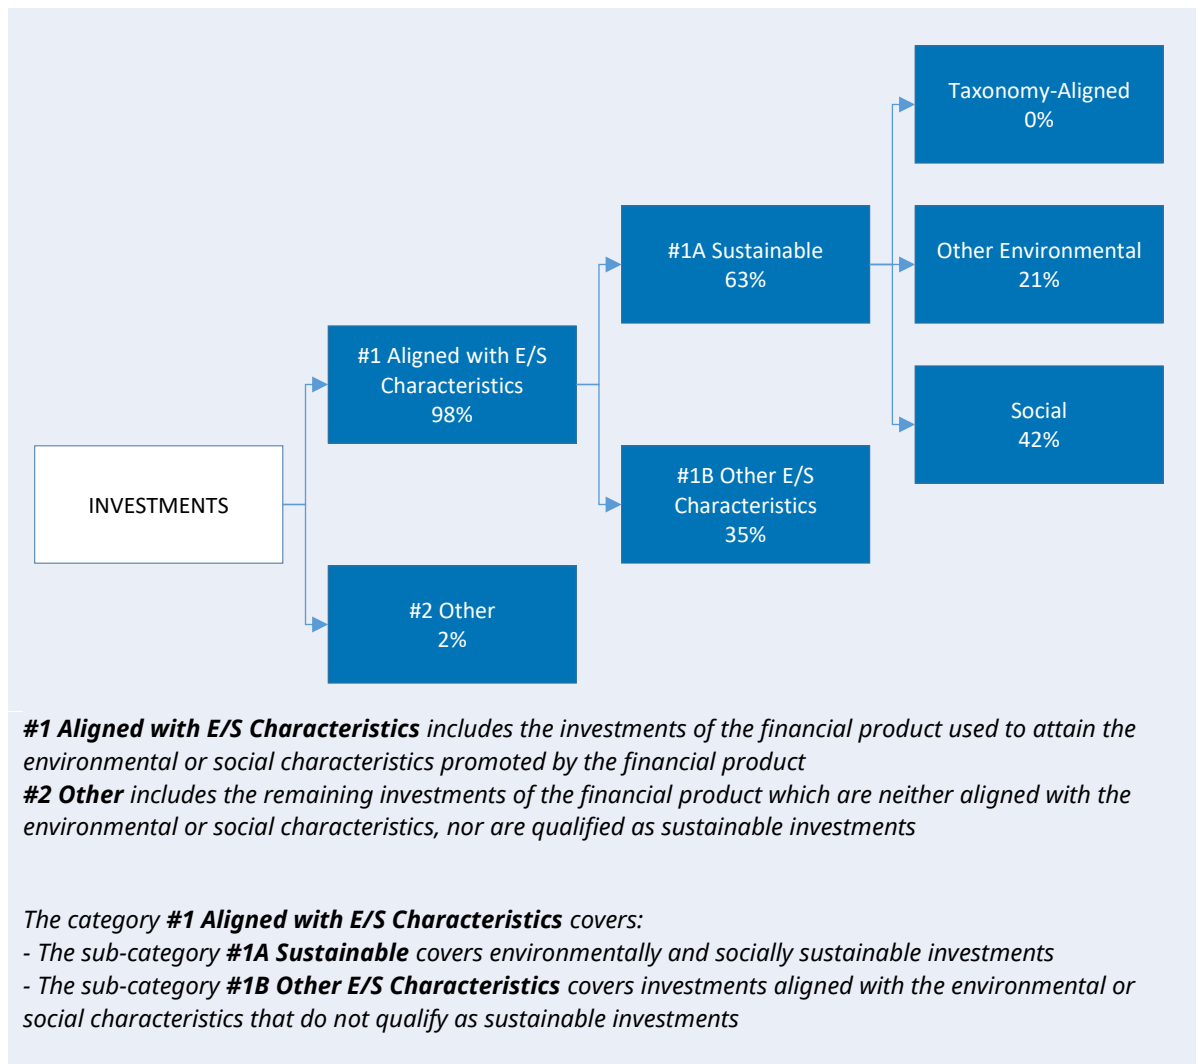 Taxonomy-Aligned
0%
#1A Sustainable
63%
Other Environmental
21%
#1 Aligned with E/S
Characteristics
98%
Social
42%
INVESTMENTS
#1B Other E/S
Characteristics
35%
#2 Other
2%
#1 Aligned with E/S Characteristics includes the investments of the financial product used to attain the
environmental or social characteristics promoted by the financial product
#2 Other includes the remaining investments of the financial product which are neither aligned with the
environmental or social characteristics, nor are qualified as sustainable investments
The category #1 Aligned with E/S Characteristics covers:
- The sub-category #1A Sustainable covers environmentally and socially sustainable investments
- The sub-category #1B Other E/S Characteristics covers investments aligned with the environmental or
social characteristics that do not qualify as sustainable investments